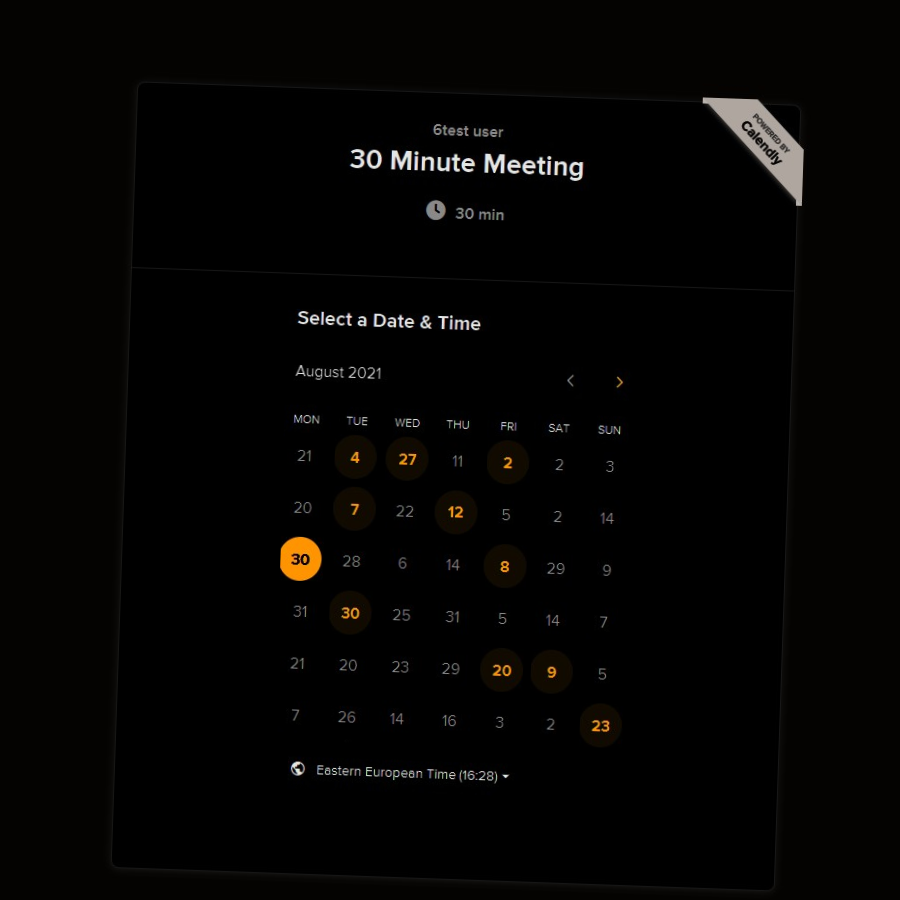 6test user
30 Minute Meeting
30 min
POWERED BY
Calendly
Select a Date & Time
August 2021
MON TUE WED THU FRI SAT SUN
21 4 27 11 2 2 3
20 7 22 12 5 2 14
30 28 6 14 8 29 9
31 30 25 31 5 14 7
21 20 23 29 20 9 5
7 26 14 16 3 2 23
Eastern European Time (16:28)